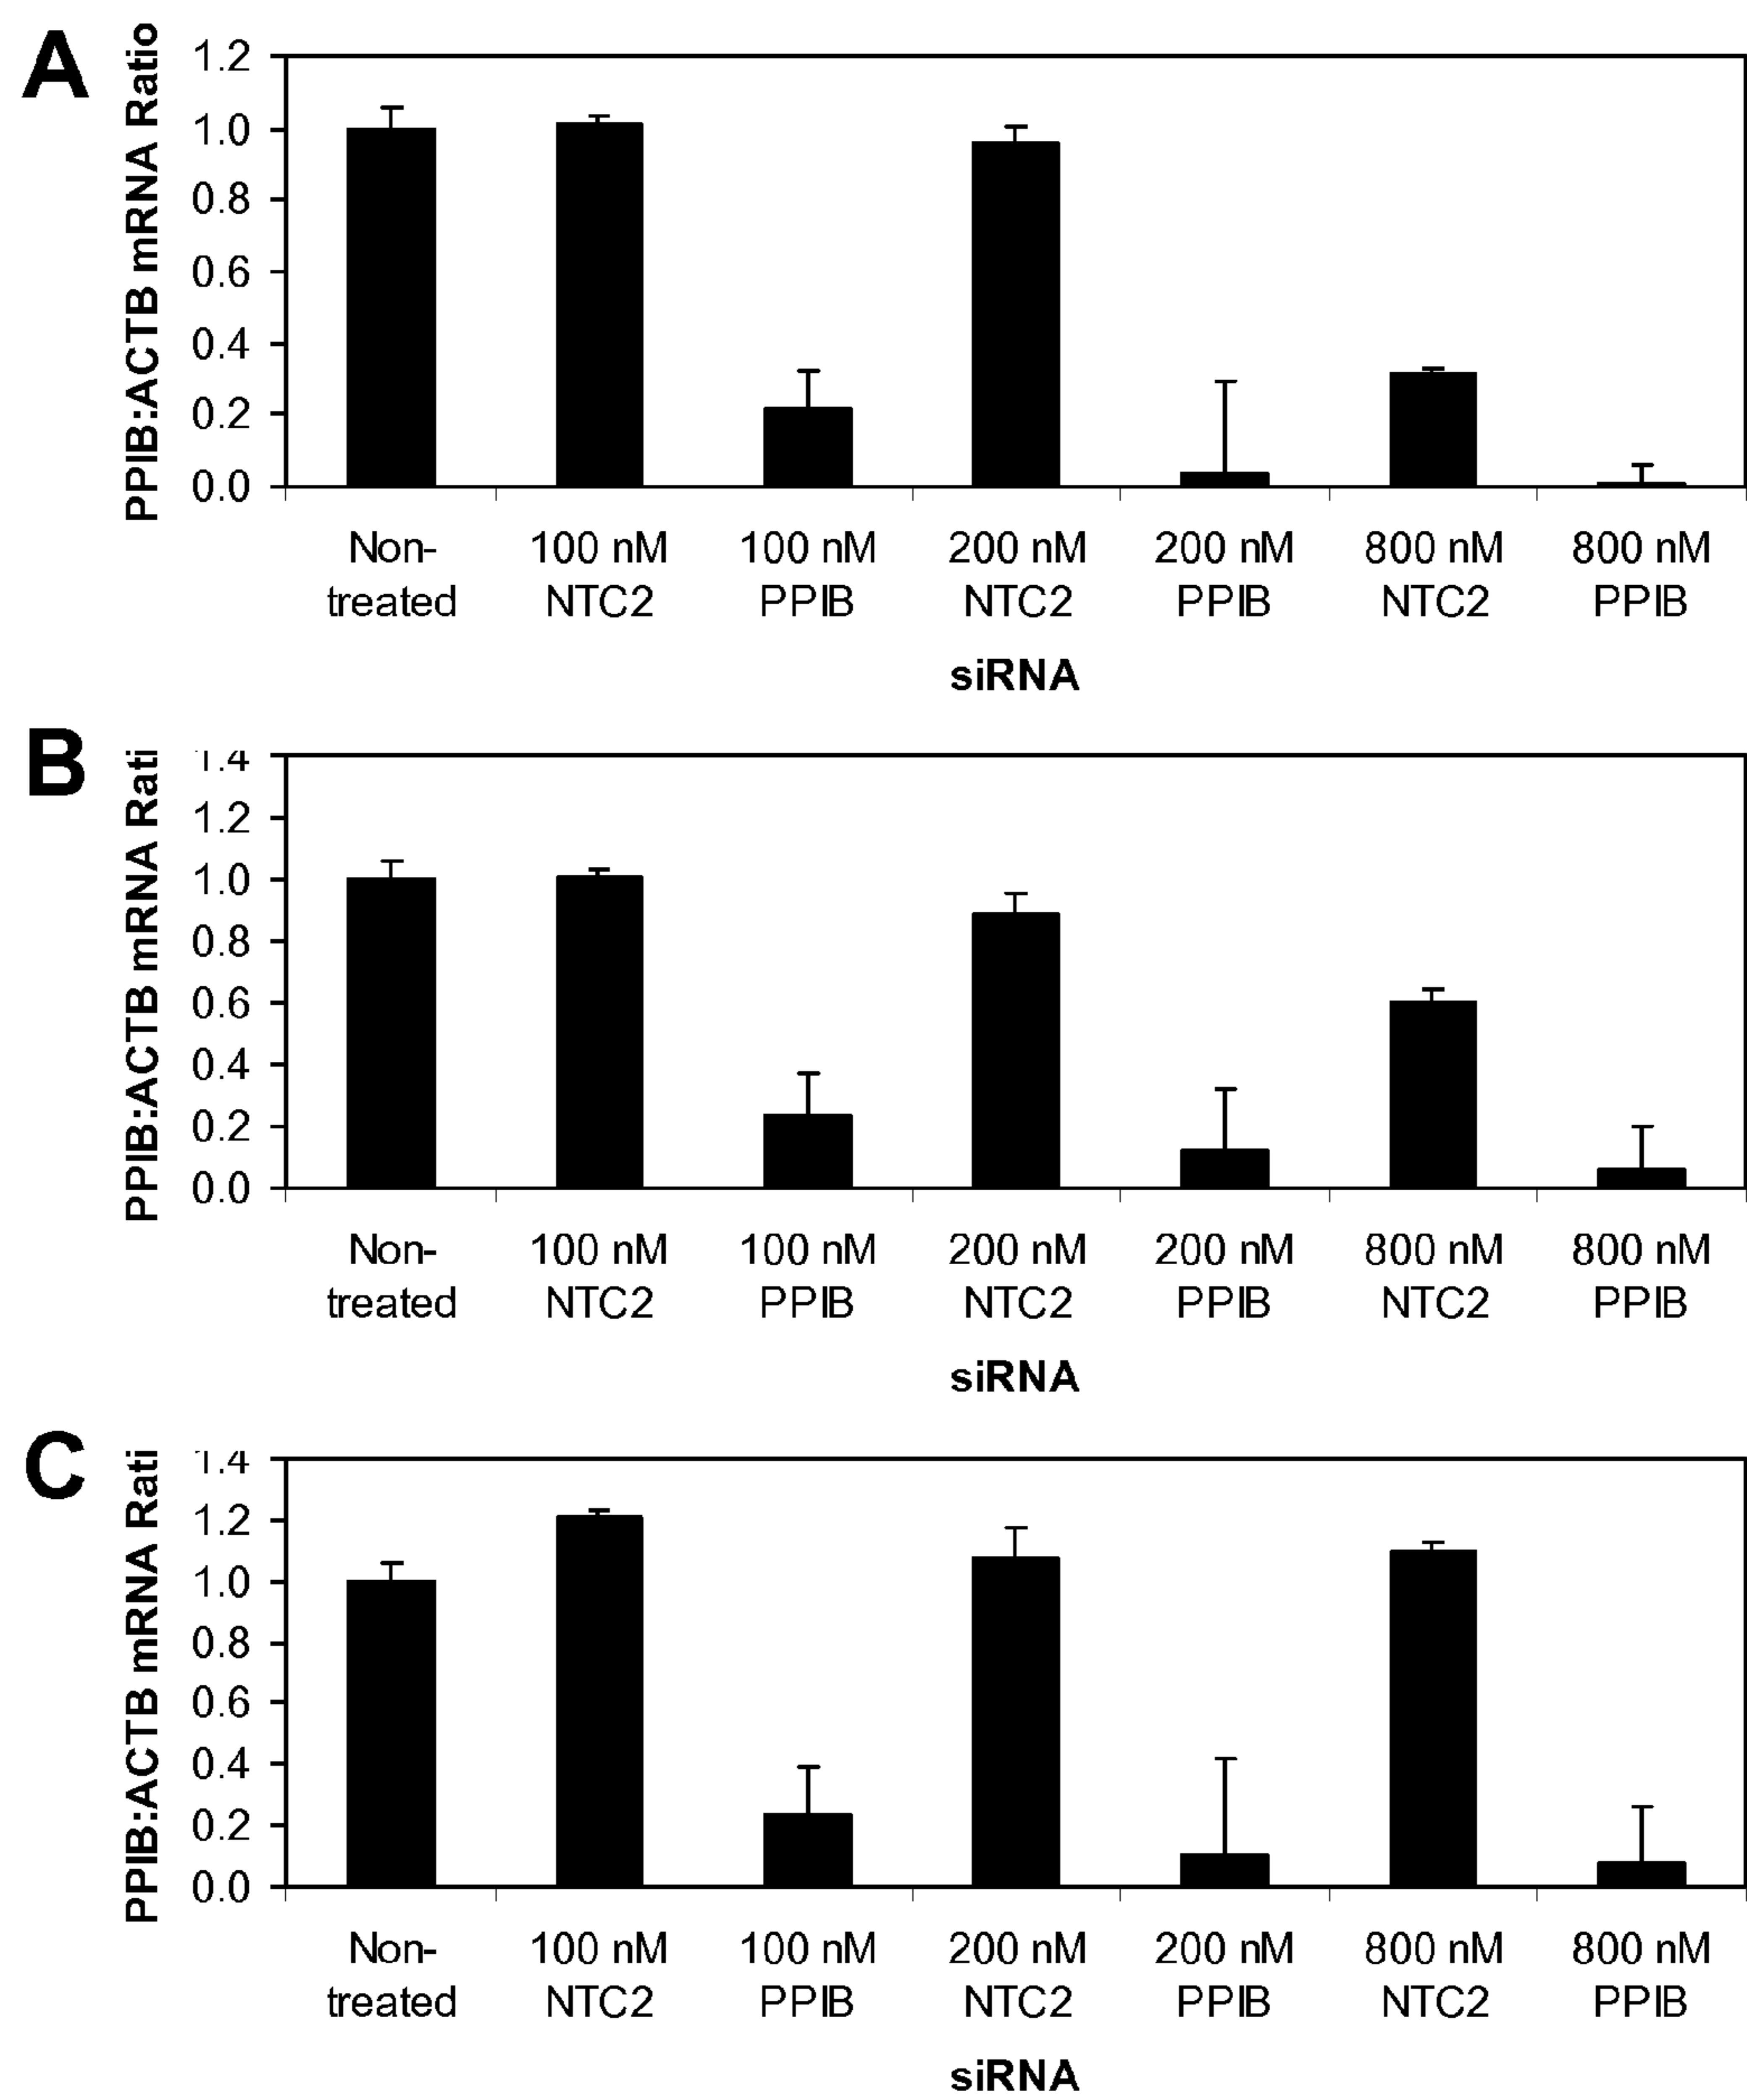 A
PPIB:ACTB mRNA Ratio
1.2
1.0
0.8
0.6
0.4
0.2
0.0
Non-treated
100 nM NTC2
100 nM PPIB
200 nM NTC2
200 nM PPIB
800 nM NTC2
800 nM PPIB
siRNA
B
PPIB:ACTB mRNA Rati
1.4
1.2
1.0
0.8
0.6
0.4
0.2
0.0
Non-treated
100 nM NTC2
100 nM PPIB
200 nM NTC2
200 nM PPIB
800 nM NTC2
800 nM PPIB
siRNA
C
PPIB:ACTB mRNA Rati
1.4
1.2
1.0
0.8
0.6
0.4
0.2
0.0
Non-treated
100 nM NTC2
100 nM PPIB
200 nM NTC2
200 nM PPIB
800 nM NTC2
800 nM PPIB
siRNA